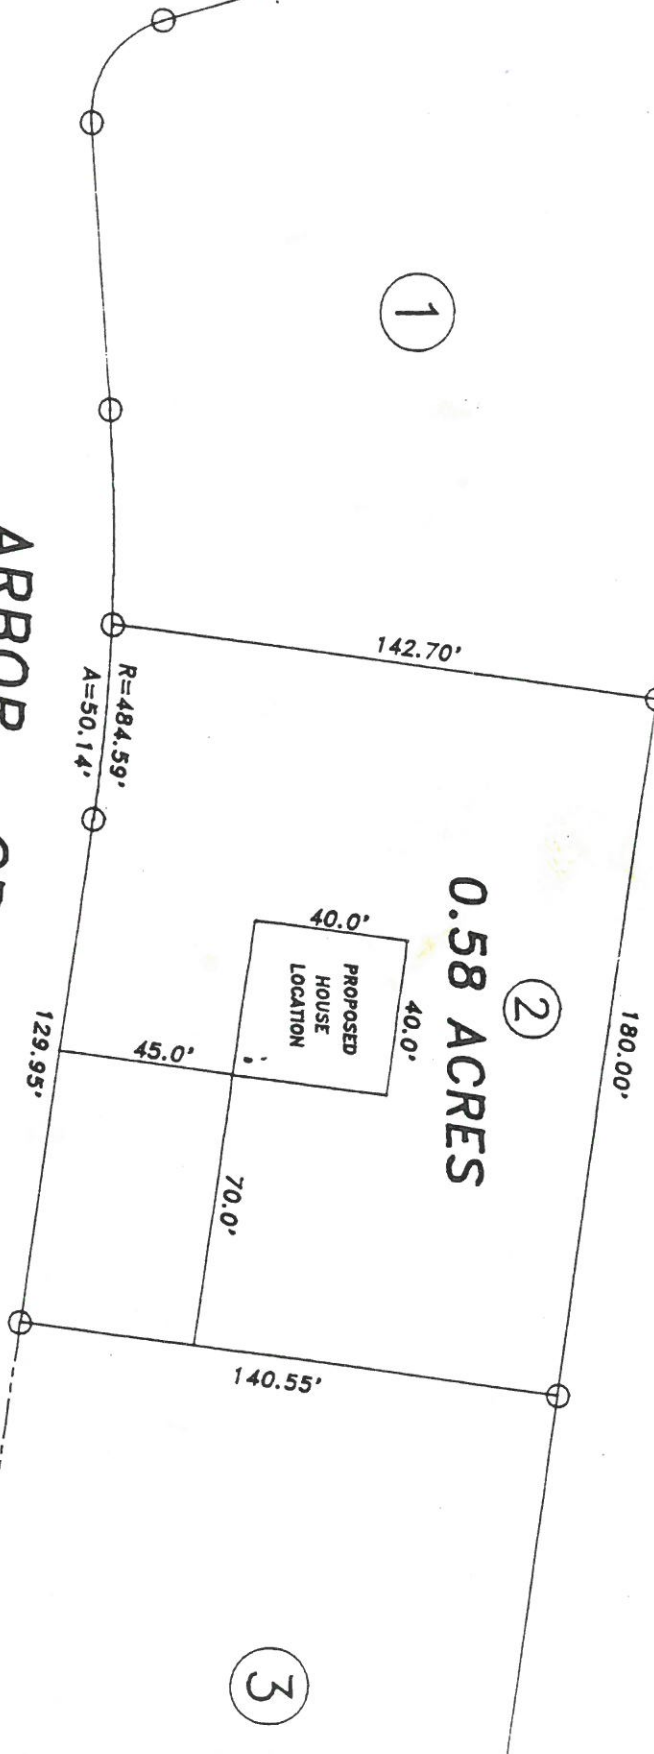 1
142.70'
R=484.59'
A=50.14'
ARBOR
2
0.58 ACRES
180.00'
40.0'
40.0'
PROPOSED
HOUSE
LOCATION
45.0'
129.95'
70.0'
140.55'
3